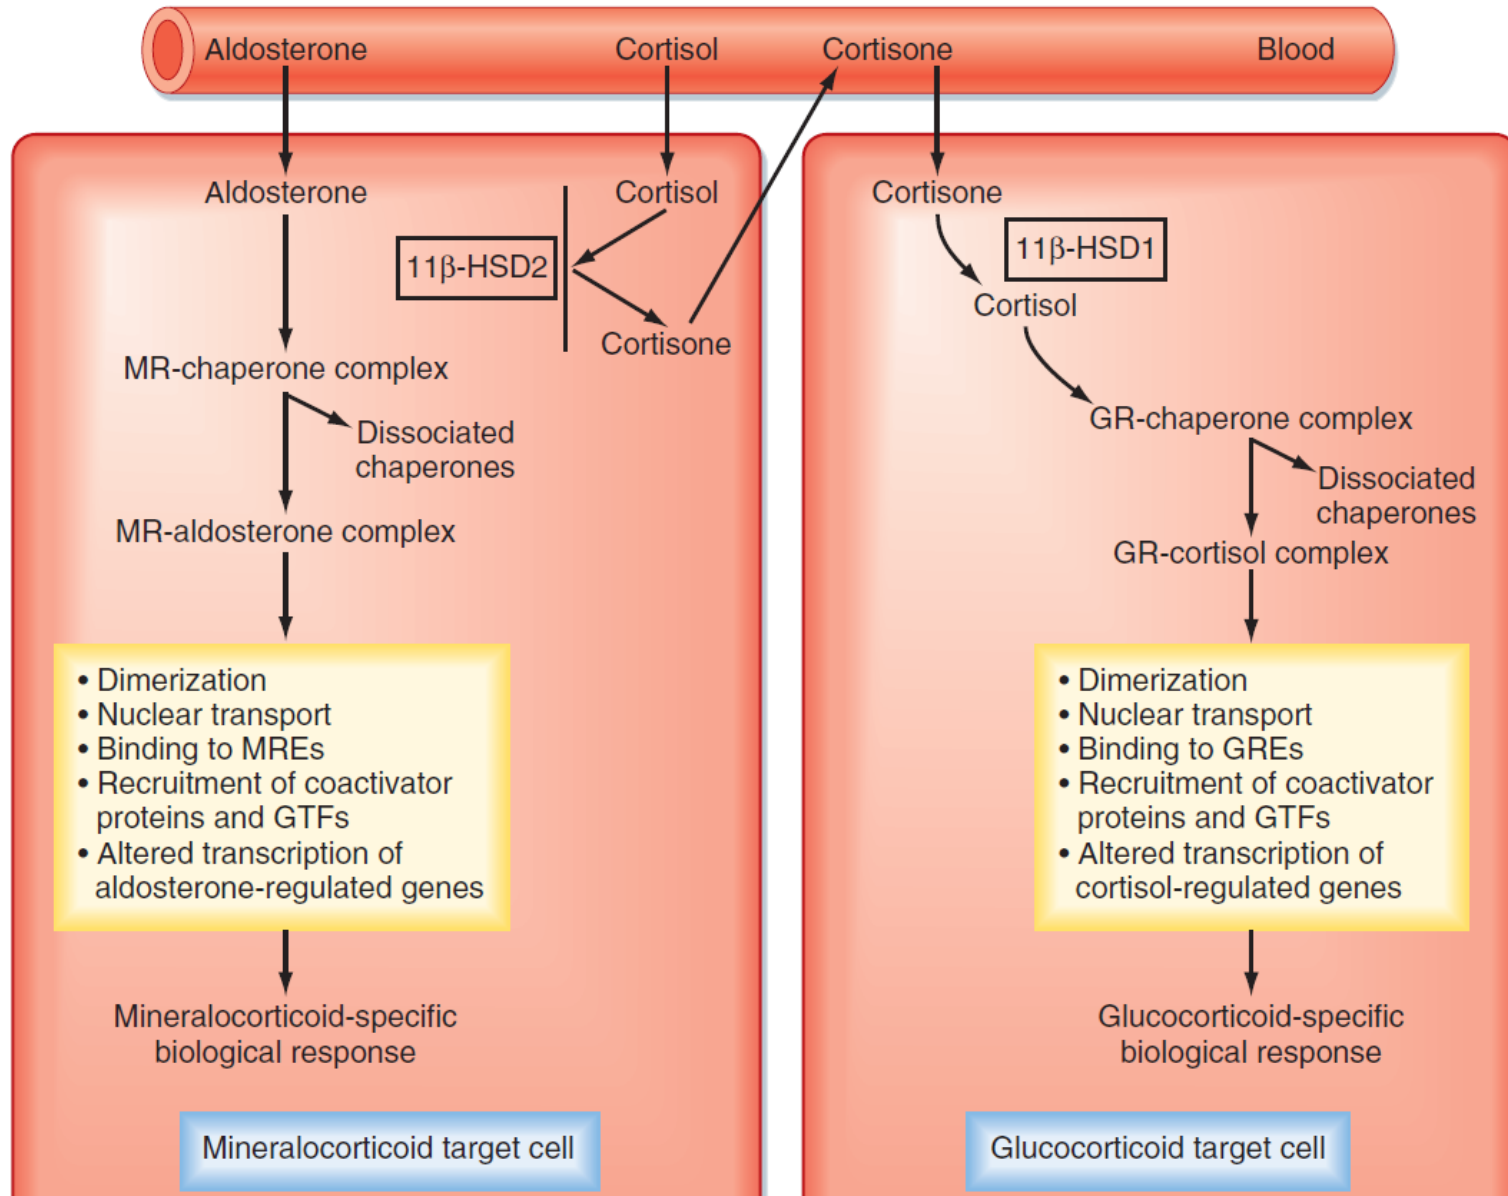 Aldosterone
Cortisol
Cortisone
Blood
Aldosterone
Cortisol
11β-HSD2
Cortisone
MR-chaperone complex
Dissociated
chaperones
MR-aldosterone complex
• Dimerization
• Nuclear transport
• Binding to MREs
• Recruitment of coactivator
proteins and GTFs
• Altered transcription of
aldosterone-regulated genes
Mineralocorticoid-specific
biological response
Mineralocorticoid target cell
Cortisone
11β-HSD1
Cortisol
GR-chaperone complex
Dissociated
chaperones
GR-cortisol complex
• Dimerization
• Nuclear transport
• Binding to GREs
• Recruitment of coactivator
proteins and GTFs
• Altered transcription of
cortisol-regulated genes
Glucocorticoid-specific
biological response
Glucocorticoid target cell